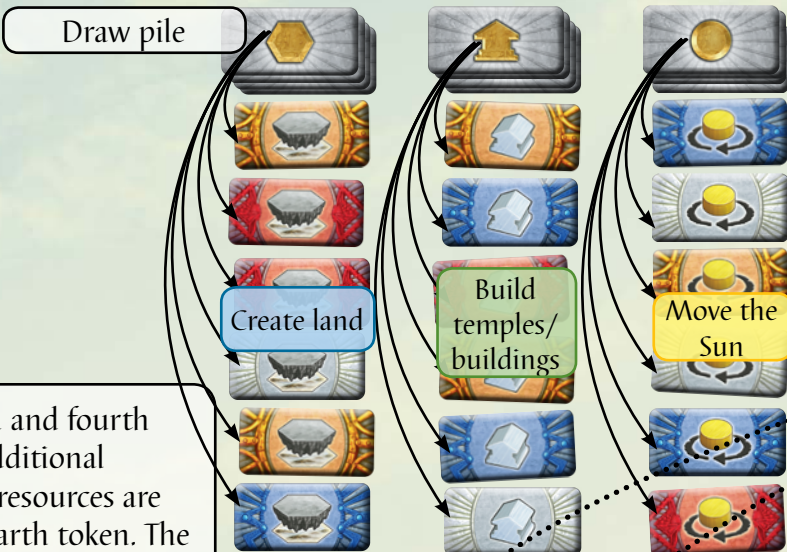 Draw pile
Create land
Build
temples/
buildings
Move the
Sun
and fourth
dditional
resources are
arth token. The